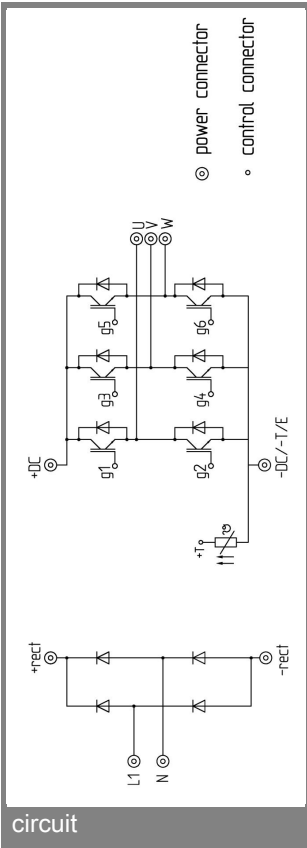 power connector
control connector
U
V
W
g5
g6
g3
g4
g1
g2
+DC
-DC/-T/E
+T
ϑ
+rect
-rect
L1
N
circuit